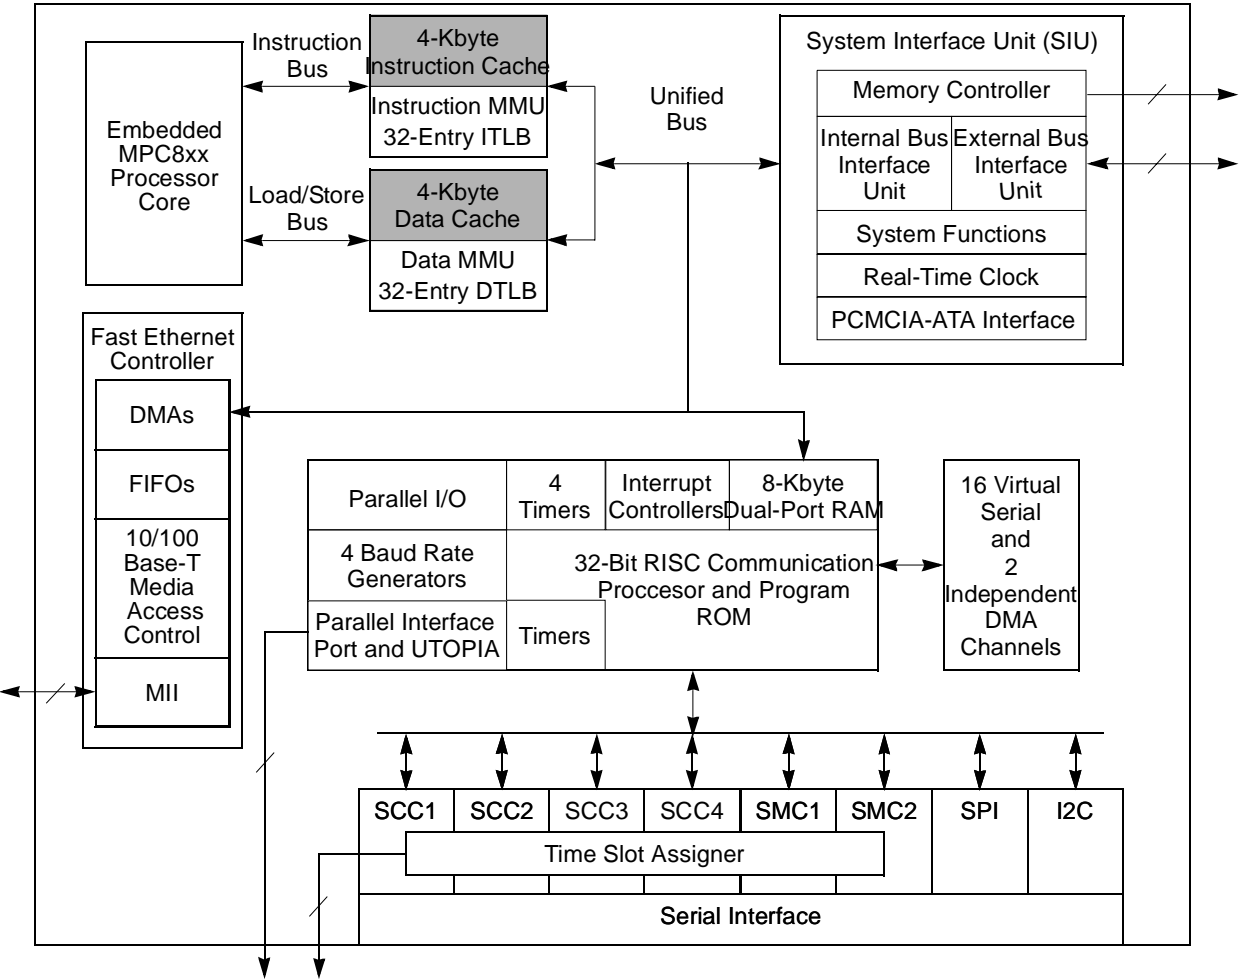 Instruction
Bus
4-Kbyte
Instruction Cache
Instruction MMU
32-Entry ITLB
Embedded
MPC8xx
Processor
Core
Load/Store
Bus
4-Kbyte
Data Cache
Data MMU
32-Entry DTLB
Unified
Bus
System Interface Unit (SIU)
Memory Controller
Internal Bus
Interface
Unit
External Bus
Interface
Unit
System Functions
Real-Time Clock
PCMCIA-ATA Interface
Fast Ethernet
Controller
DMAs
FIFOs
10/100
Base-T
Media
Access
Control
MII
Parallel I/O
4
Timers
Interrupt
Controllers
8-Kbyte
Dual-Port RAM
4 Baud Rate
Generators
32-Bit RISC Communication
Proccesor and Program
ROM
Parallel Interface
Port and UTOPIA
Timers
16 Virtual
Serial
and
2
Independent
DMA
Channels
SCC1
SCC2
SCC3
SCC4
SMC1
SMC2
SPI
I2C
Time Slot Assigner
Serial Interface